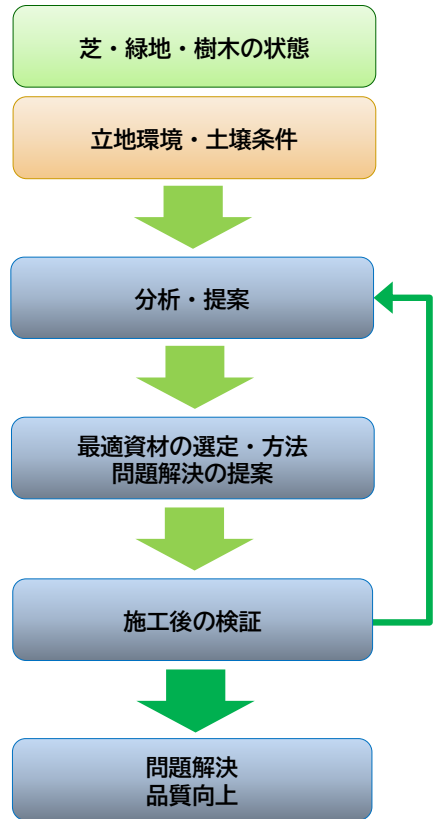 芝・緑地・樹木の状態
立地環境・土壌条件
分析・提案
最適資材の選定・方法
問題解決の提案
施工後の検証
問題解決
品質向上